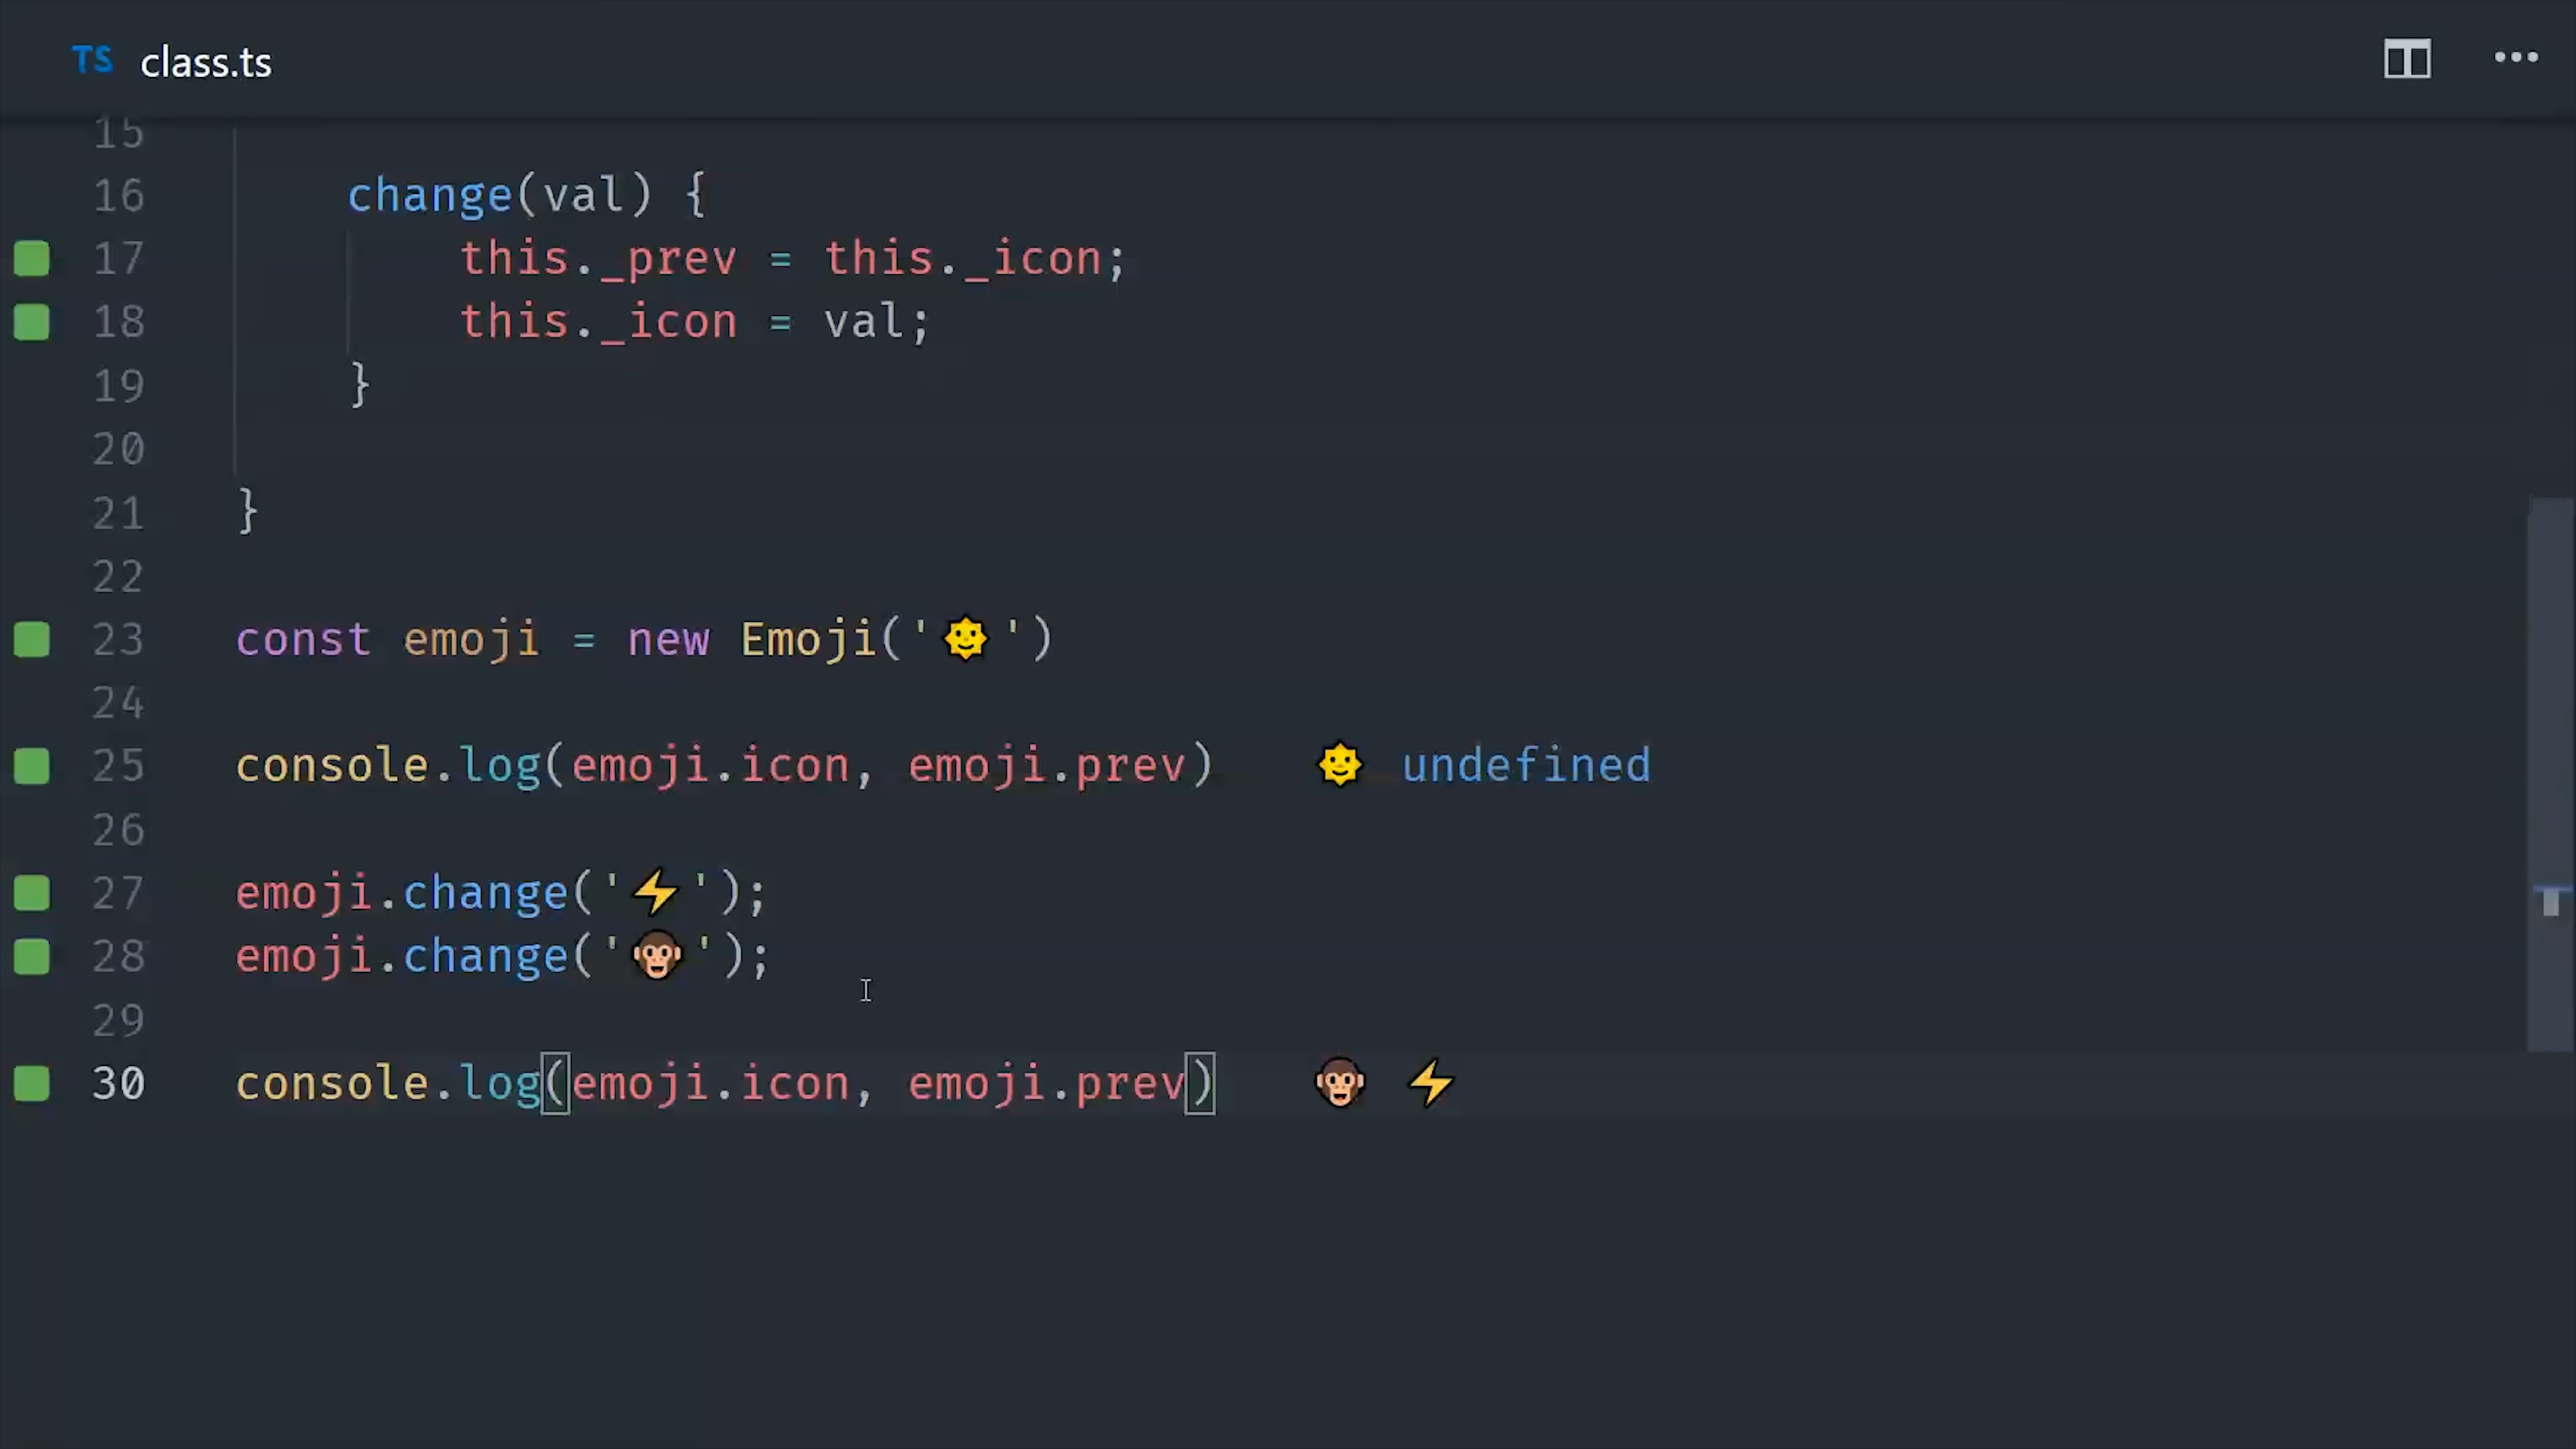 TS class.ts
15
16 change(val) {
17 this._prev = this._icon;
18 this._icon = val;
19 }
20
21 }
22
23 const emoji = new Emoji('🌞')
24
25 console.log(emoji.icon, emoji.prev) 🌞 undefined
26
27 emoji.change('⚡');
28 emoji.change('🐵');
29
30 console.log(emoji.icon, emoji.prev) 🐵 ⚡